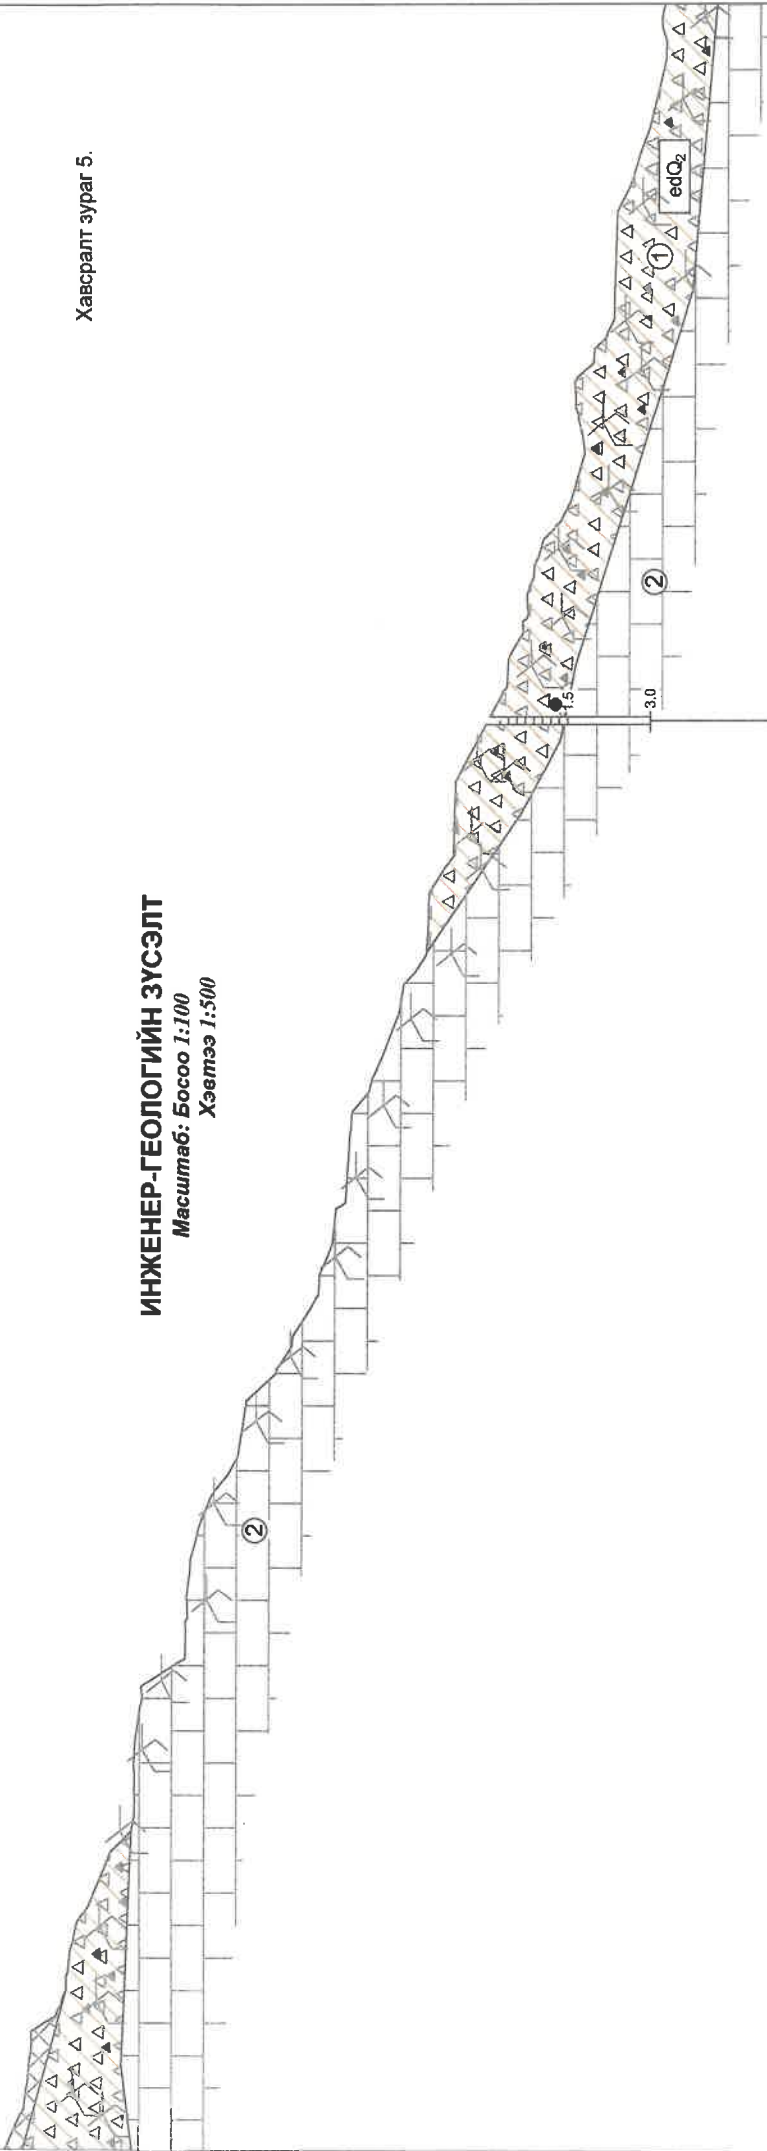 Хавсралт зураг 5.
ИНЖЕНЕР-ГЕОЛОГИЙН ЗҮСЭЛТ
Масштаб: Босоо 1:100
Хэвтээ 1:500
2
1.5
3.0
2
1
edQ₂